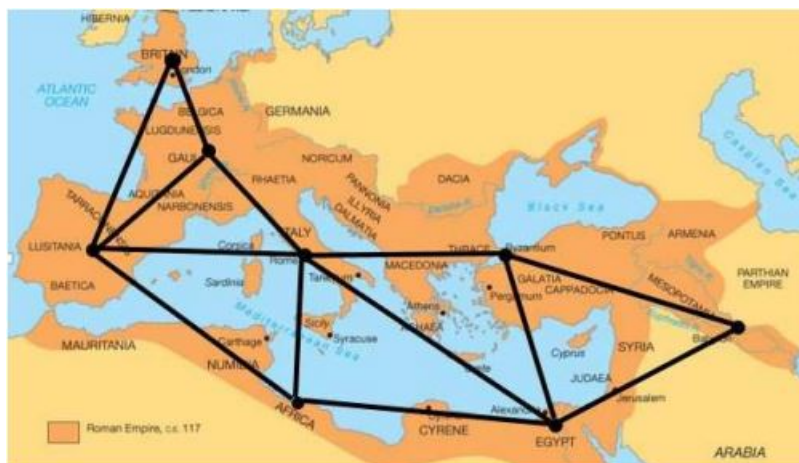 HIBERNIA
BRITAIN
London
ATLANTIC
OCEAN
BELGICA
GERMANIA
LUGDUNENSIS
GAUL
NORICUM
RHAETIA
PANNONIA
ILLYRIA
DALMATIA
DACIA
Caspian Sea
Black Sea
AQUITANIA
NARBONENSIS
TARRACONENSIS
LUSITANIA
BAETICA
Corsica
ITALY
Rome
Sardinia
Tarentum
THRACE
Byzantium
PONTUS
ARMENIA
MACEDONIA
GALATIA
CAPPADOCIA
Pergamum
MESOPOTAMIA
PARTHIAN
EMPIRE
Athens
ACHAEA
Mediterranean Sea
Sicily
Syracuse
Carthage
MAURITANIA
NUMIDIA
Crete
Cyprus
SYRIA
JUDAEA
Jerusalem
Alexandria
AFRICA
CYRENE
EGYPT
ARABIA
Roman Empire, c.e. 117